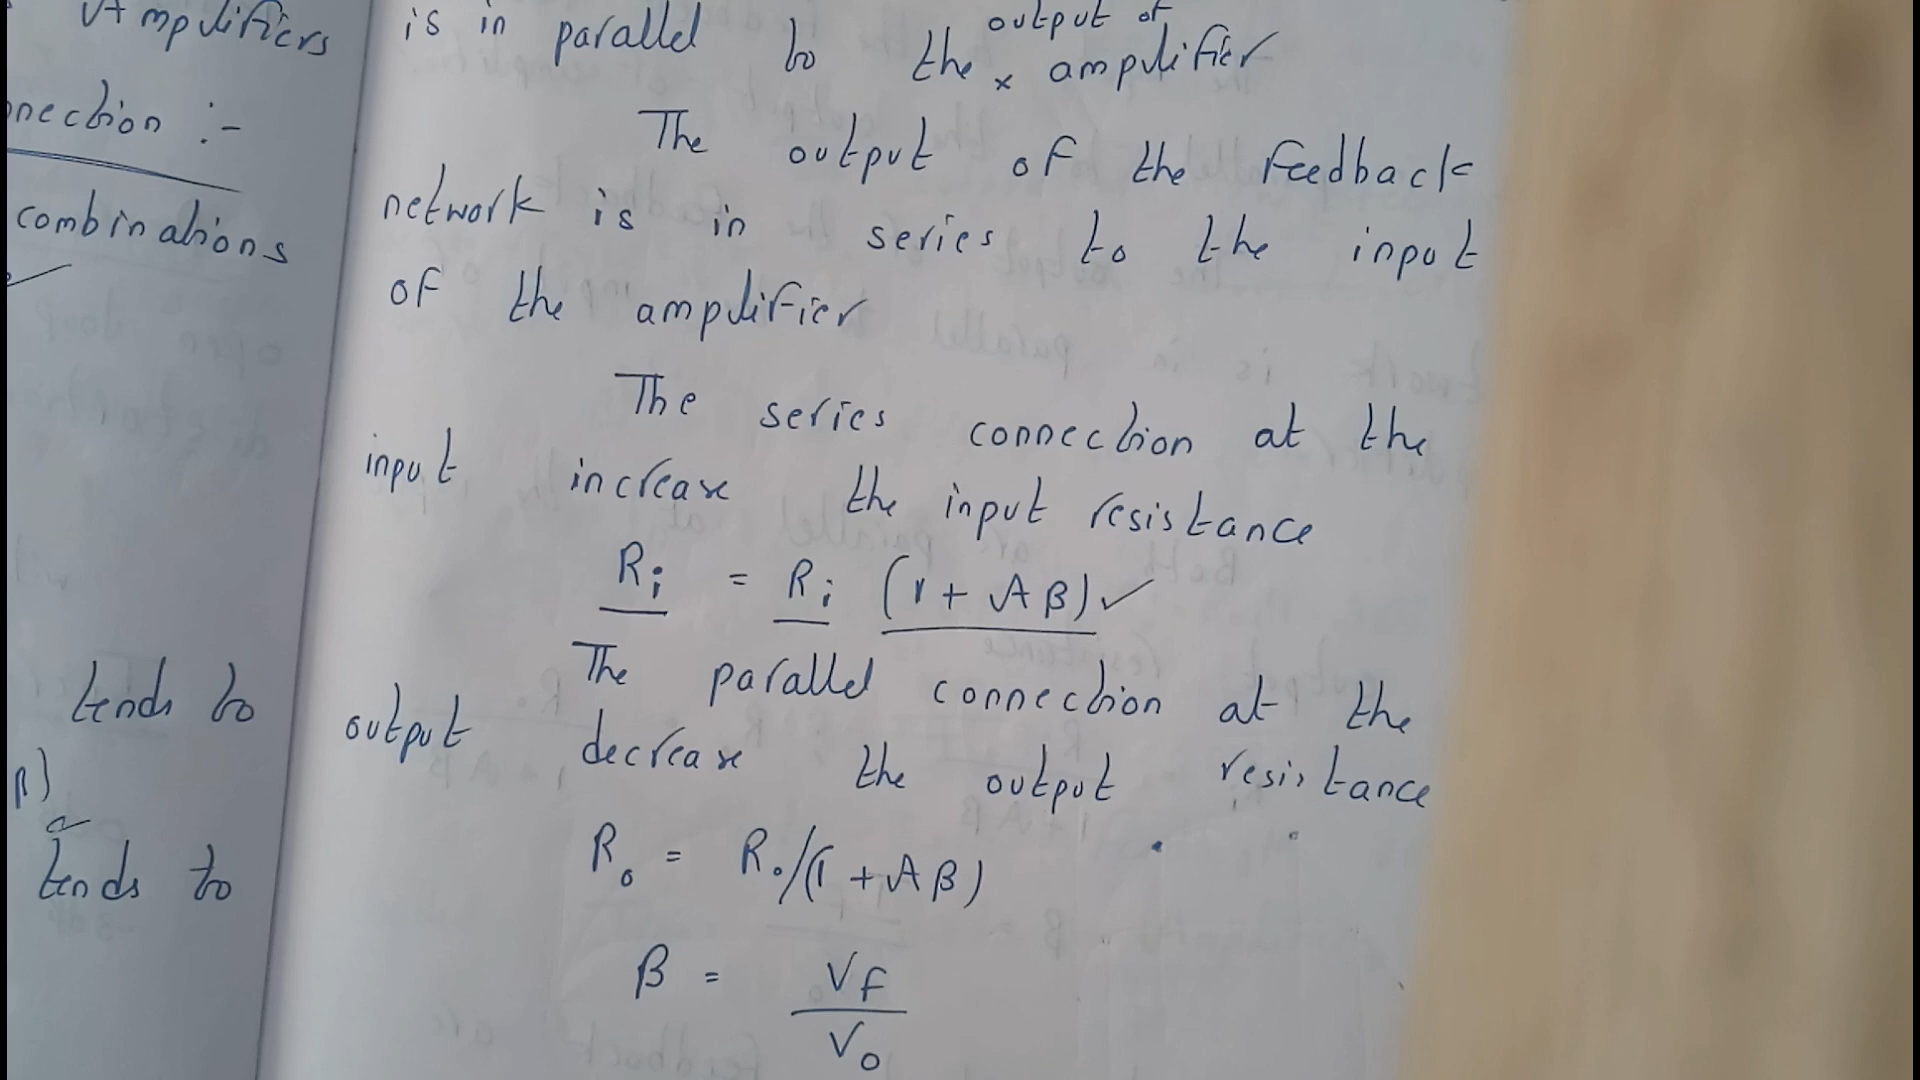 Amplifiers
nection :-
combinations
tends to
β)
tends to
is in parallel to the x amplifier
output of
The output of the feedback
network is in series to the input
of the amplifier
The series connection at the
input increase the input resistance
Ri = Ri (1 + Aβ) ✓
The parallel connection at the
output decrease the output resistance
Ro = Ro/(1 + Aβ)
β = VF
Vo